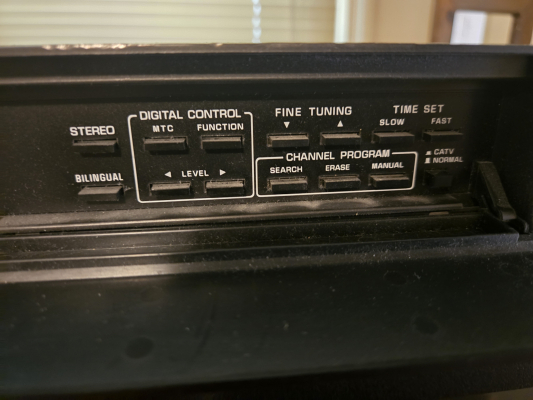 DIGITAL CONTROL
FINE TUNING
TIME SET
STEREO
MTC FUNCTION
▼ ▲
SLOW FAST
BILINGUAL
◄ LEVEL ►
CHANNEL PROGRAM
SEARCH ERASE MANUAL
CATV
NORMAL